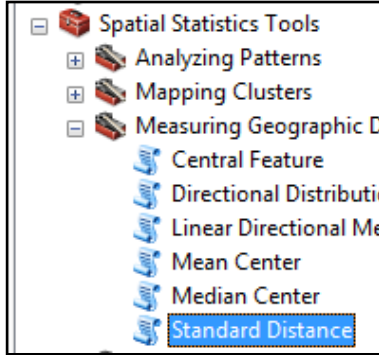 Spatial Statistics Tools
Analyzing Patterns
Mapping Clusters
Measuring Geographic D
Central Feature
Directional Distributi
Linear Directional Me
Mean Center
Median Center
Standard Distance